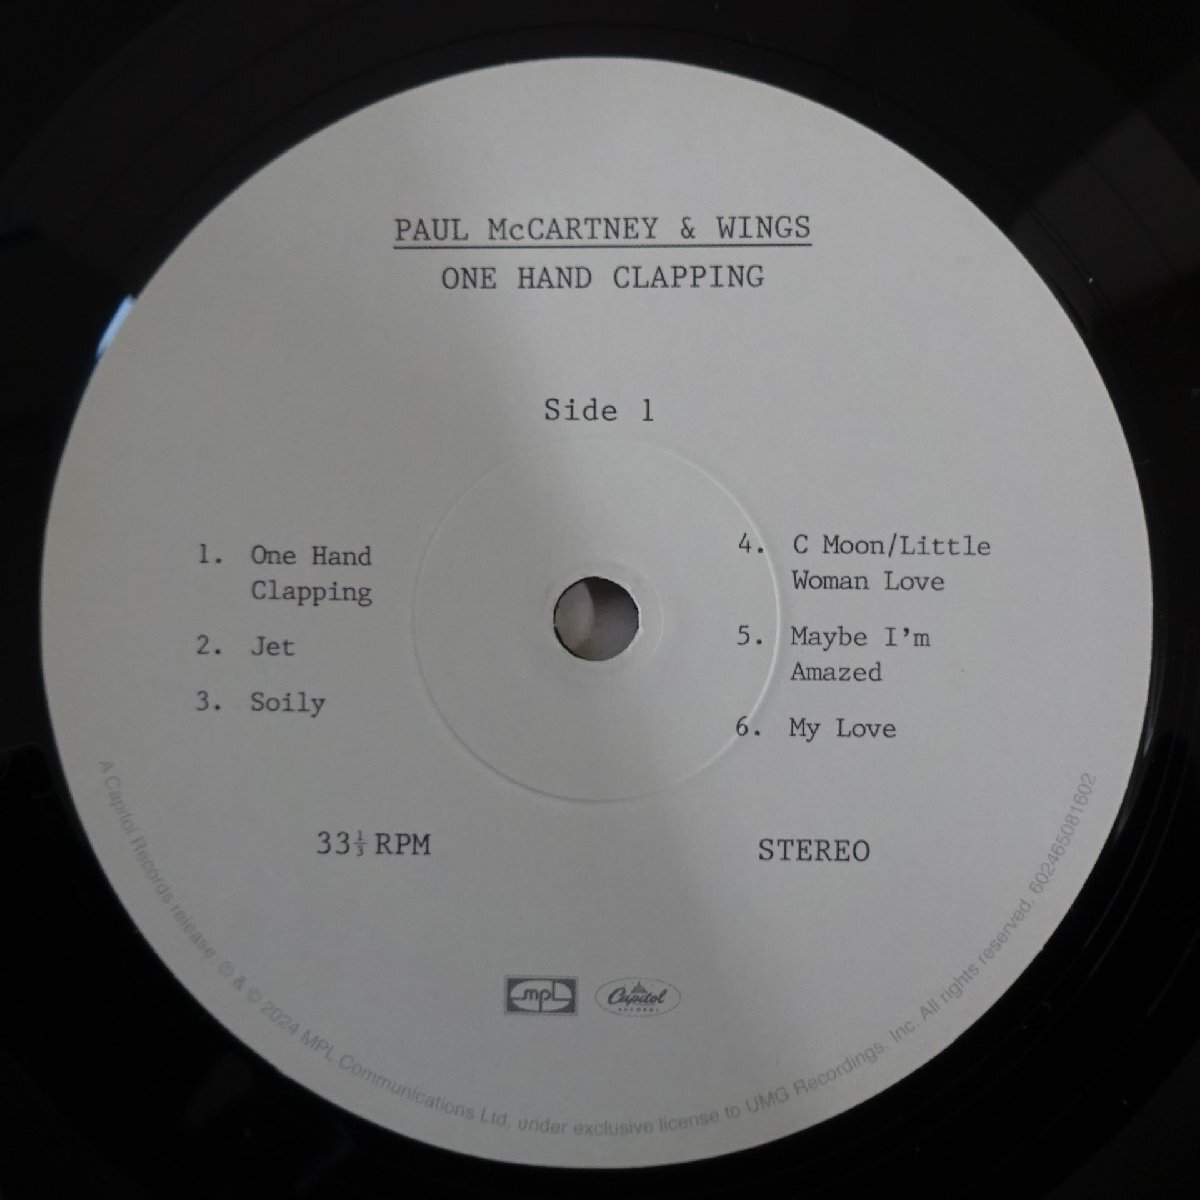 PAUL McCARTNEY & WINGS
ONE HAND CLAPPING
Side 1
1. One Hand
Clapping
2. Jet
3. Soily
4. C Moon/Little
Woman Love
5. Maybe I'm
Amazed
6. My Love
33⅓ RPM
STEREO
mpl
Capitol
RECORDS
A Capitol Records release. ℗ & © 2024 MPL Communications Ltd, under exclusive license to UMG Recordings, Inc. All rights reserved. 602465081602